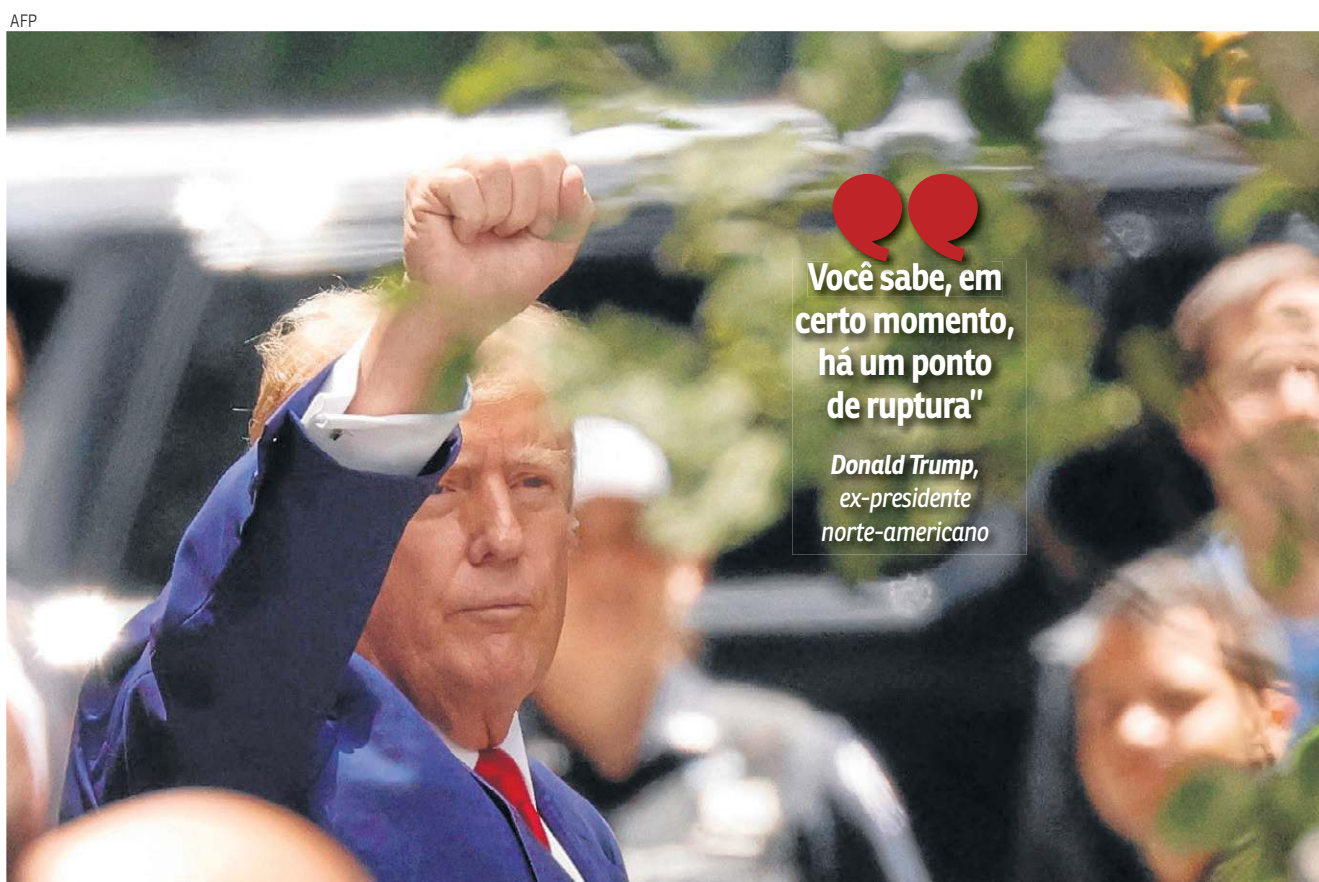 AFP
Você sabe, em
certo momento,
há um ponto
de ruptura"
Donald Trump,
ex-presidente
norte-americano